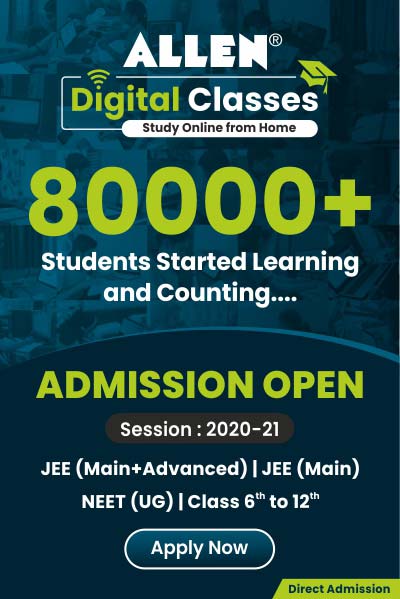 ALLEN®
Digital Classes
Study Online from Home
80000+
Students Started Learning
and Counting....
ADMISSION OPEN
Session : 2020-21
JEE (Main+Advanced) | JEE (Main)
NEET (UG) | Class 6th to 12th
Apply Now
Direct Admission